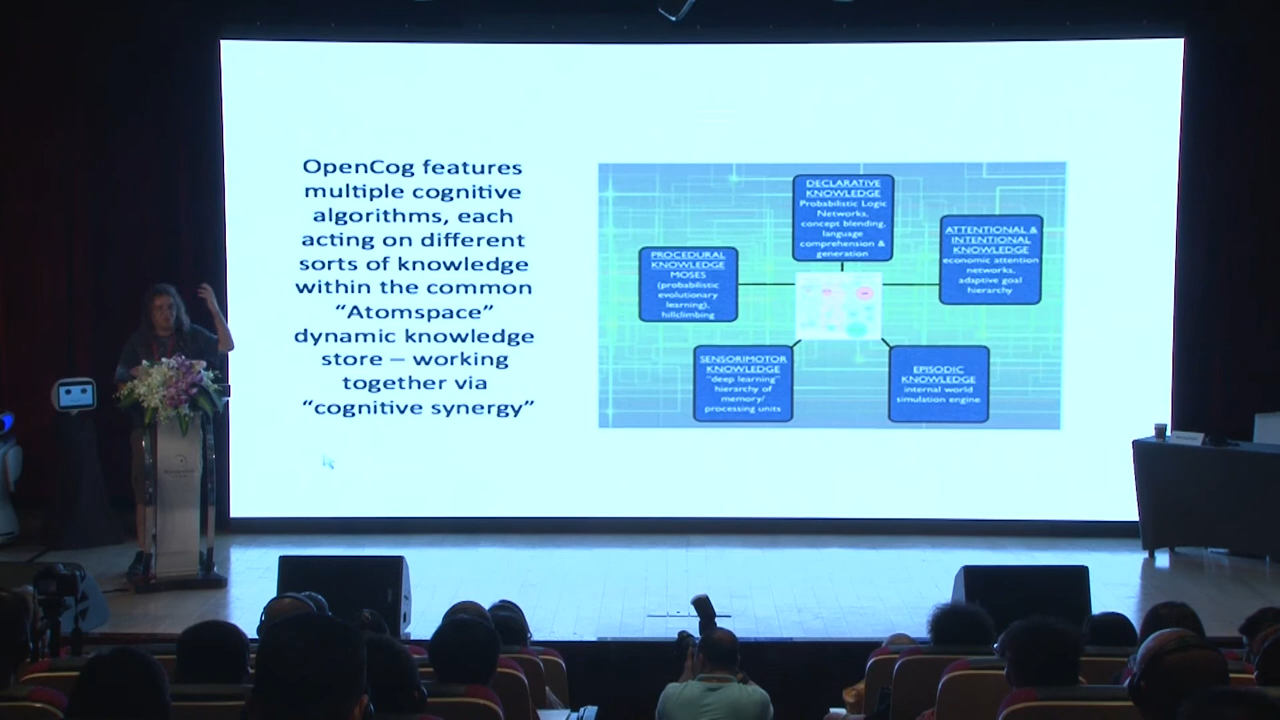 OpenCog features
multiple cognitive
algorithms, each
acting on different
sorts of knowledge
within the common
“Atomspace”
dynamic knowledge
store – working
together via
“cognitive synergy”
DECLARATIVE
KNOWLEDGE
Probabilistic Logic
Networks,
concept blending,
language
comprehension &
generation
ATTENTIONAL &
INTENTIONAL
KNOWLEDGE
economic attention
networks,
adaptive goal
hierarchy
PROCEDURAL
KNOWLEDGE
MOSES
(probabilistic
evolutionary
learning),
hillclimbing
SENSORIMOTOR
KNOWLEDGE
"deep learning"
hierarchy of
memory/
processing units
EPISODIC
KNOWLEDGE
internal world
simulation engine